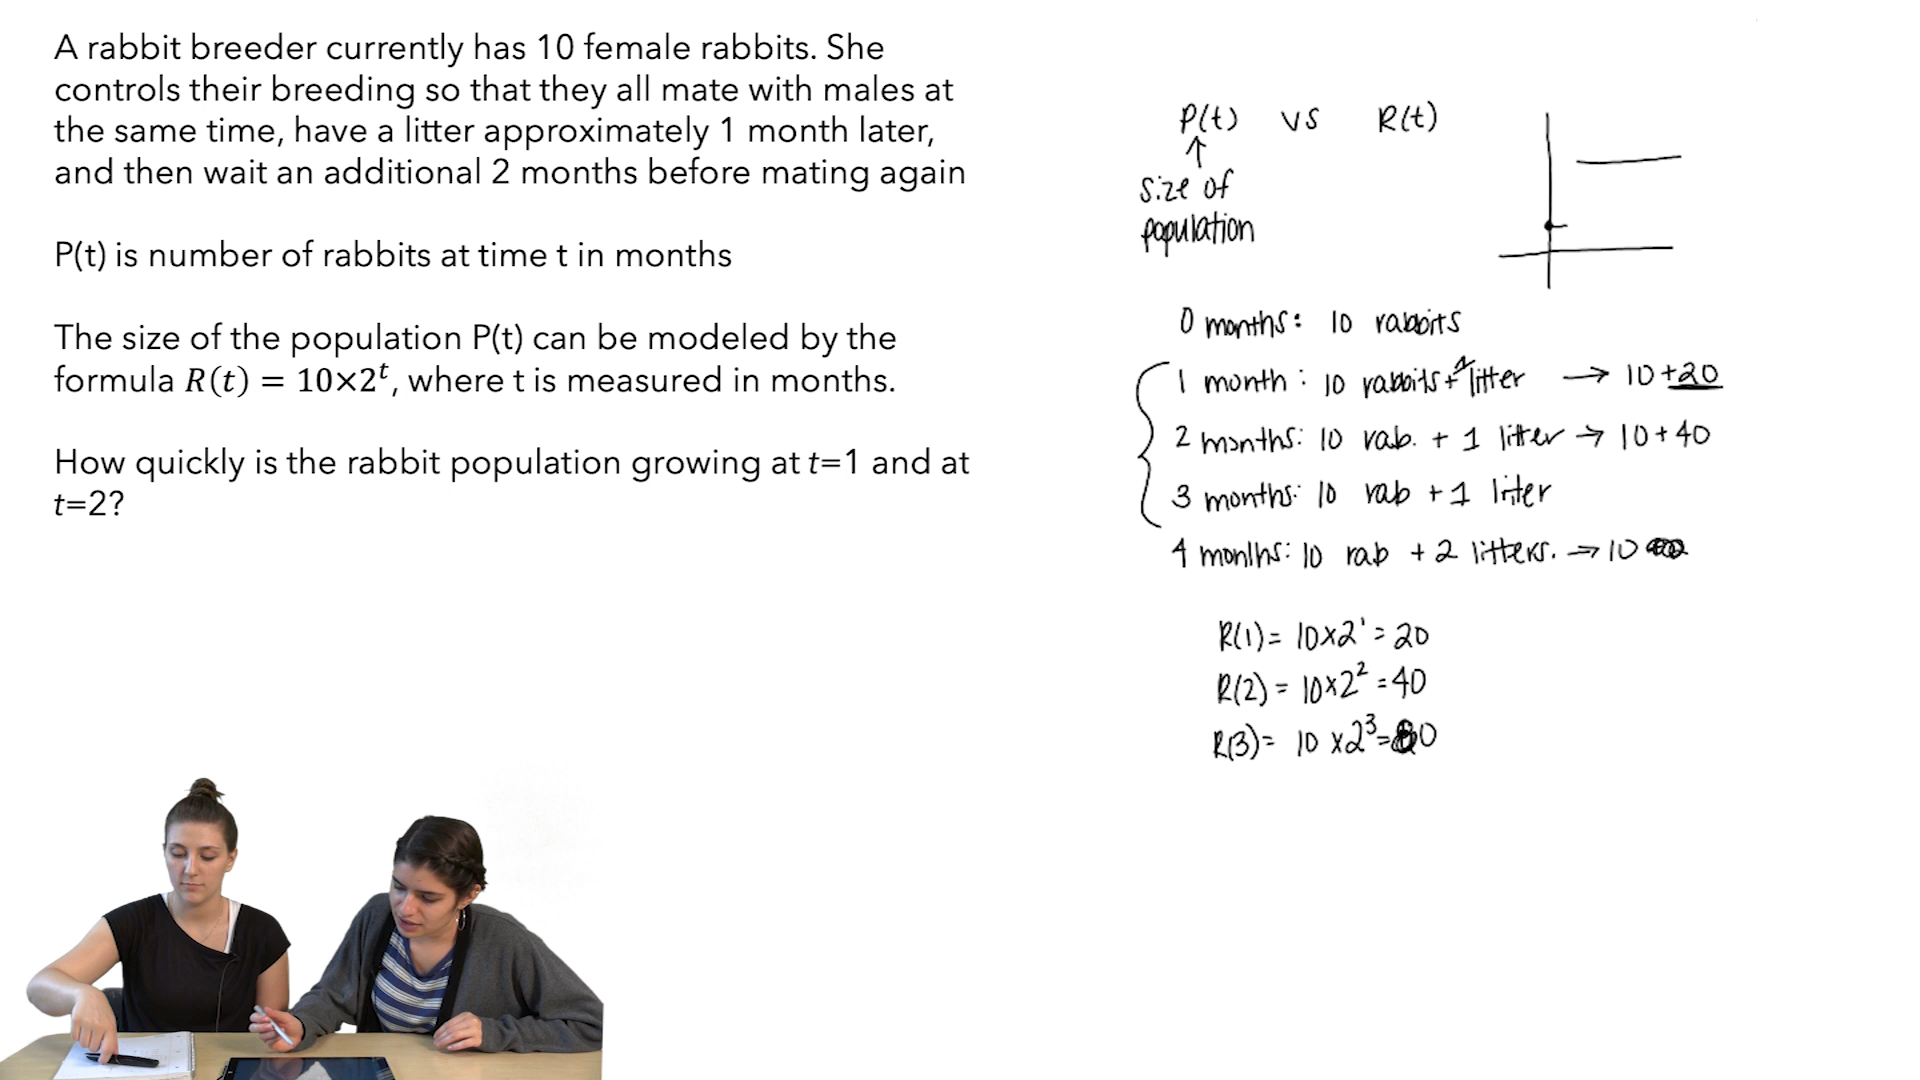 A rabbit breeder currently has 10 female rabbits. She
controls their breeding so that they all mate with males at
the same time, have a litter approximately 1 month later,
and then wait an additional 2 months before mating again
P(t) is number of rabbits at time t in months
The size of the population P(t) can be modeled by the
formula R(t) = 10×2^t, where t is measured in months.
How quickly is the rabbit population growing at t=1 and at
t=2?
P(t) vs R(t)
↑
size of
population
0 months: 10 rabbits
1 month: 10 rabbits + 1 litter → 10+20
2 months: 10 rab. + 1 litter → 10+40
3 months: 10 rab + 1 liter
4 months: 10 rab + 2 litters. → 10
R(1) = 10×2^1 = 20
R(2) = 10×2^2 = 40
R(3) = 10×2^3 = 80